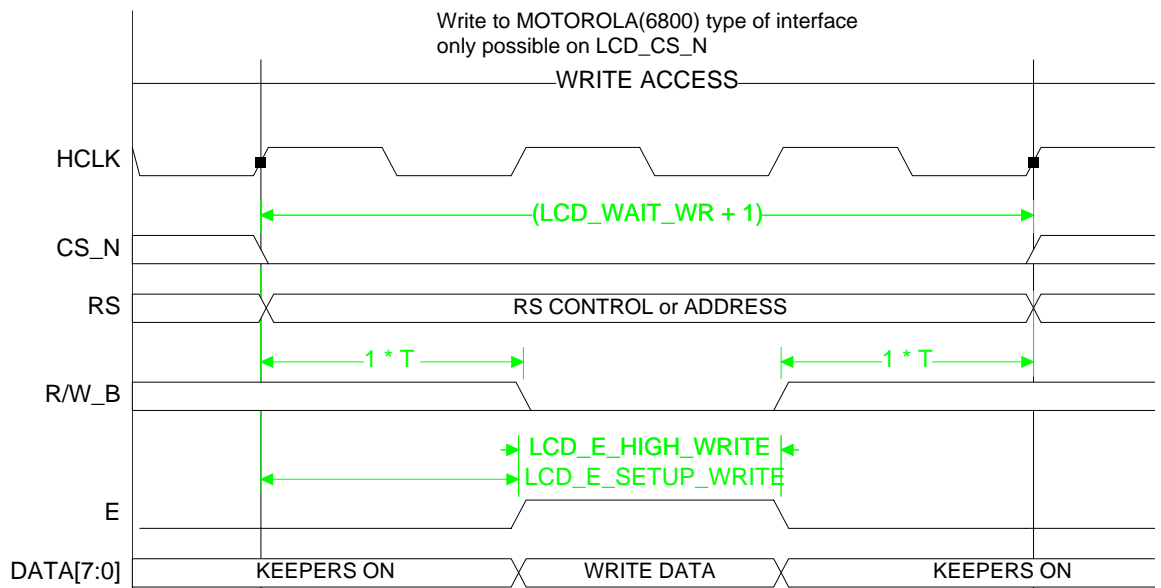 Write to MOTOROLA(6800) type of interface
only possible on LCD_CS_N
WRITE ACCESS
HCLK
(LCD_WAIT_WR + 1)
CS_N
RS
RS CONTROL or ADDRESS
1 * T
1 * T
R/W_B
LCD_E_HIGH_WRITE
LCD_E_SETUP_WRITE
E
DATA[7:0]
KEEPERS ON
WRITE DATA
KEEPERS ON